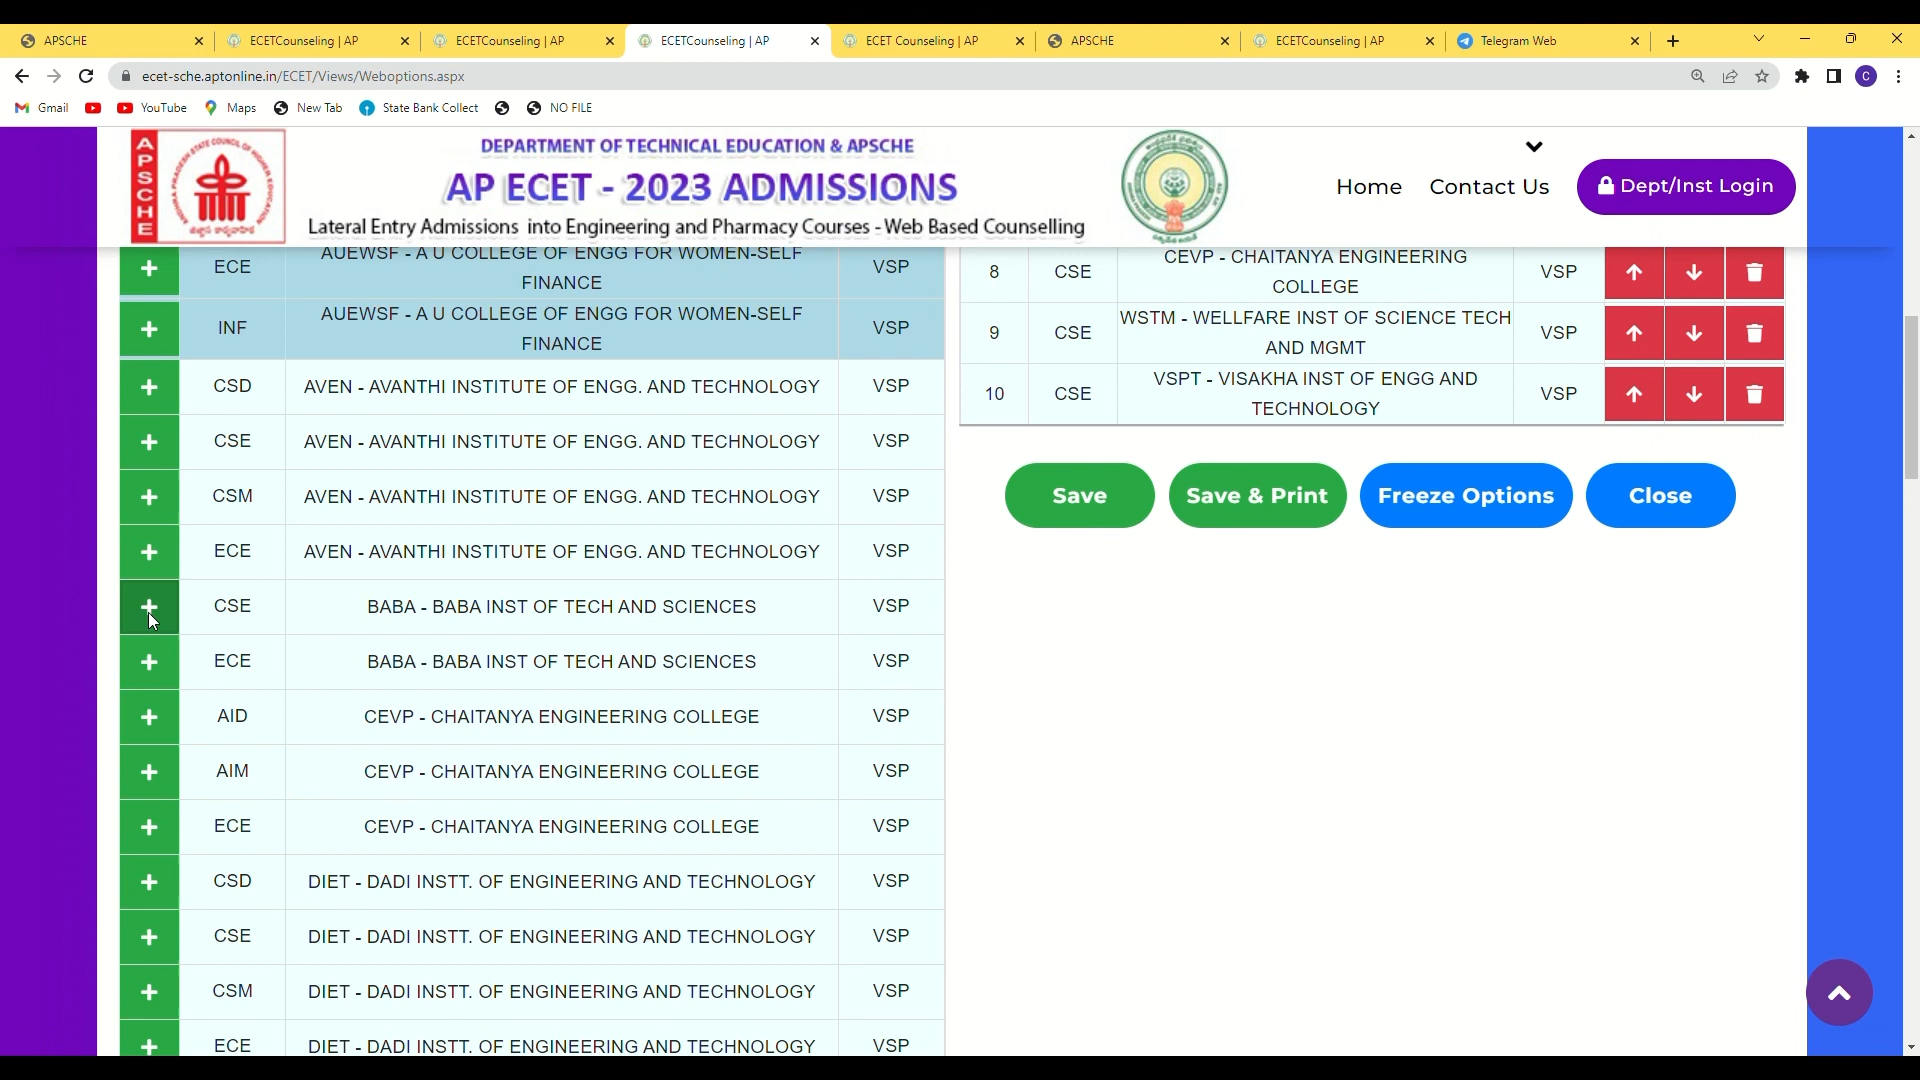 APSCHE
ECETCounseling | AP
ECETCounseling | AP
ECETCounseling | AP
ECET Counseling | AP
APSCHE
ECETCounseling | AP
Telegram Web
ecet-sche.aptonline.in/ECET/Views/Weboptions.aspx
C
Gmail
YouTube
Maps
New Tab
State Bank Collect
NO FILE
APSCHE
DEPARTMENT OF TECHNICAL EDUCATION & APSCHE
AP ECET - 2023 ADMISSIONS
Lateral Entry Admissions into Engineering and Pharmacy Courses - Web Based Counselling
Home
Contact Us
Dept/Inst Login
ECE AUEWSF - A U COLLEGE OF ENGG FOR WOMEN-SELF FINANCE VSP
INF AUEWSF - A U COLLEGE OF ENGG FOR WOMEN-SELF FINANCE VSP
CSD AVEN - AVANTHI INSTITUTE OF ENGG. AND TECHNOLOGY VSP
CSE AVEN - AVANTHI INSTITUTE OF ENGG. AND TECHNOLOGY VSP
CSM AVEN - AVANTHI INSTITUTE OF ENGG. AND TECHNOLOGY VSP
ECE AVEN - AVANTHI INSTITUTE OF ENGG. AND TECHNOLOGY VSP
CSE BABA - BABA INST OF TECH AND SCIENCES VSP
ECE BABA - BABA INST OF TECH AND SCIENCES VSP
AID CEVP - CHAITANYA ENGINEERING COLLEGE VSP
AIM CEVP - CHAITANYA ENGINEERING COLLEGE VSP
ECE CEVP - CHAITANYA ENGINEERING COLLEGE VSP
CSD DIET - DADI INSTT. OF ENGINEERING AND TECHNOLOGY VSP
CSE DIET - DADI INSTT. OF ENGINEERING AND TECHNOLOGY VSP
CSM DIET - DADI INSTT. OF ENGINEERING AND TECHNOLOGY VSP
ECE DIET - DADI INSTT. OF ENGINEERING AND TECHNOLOGY VSP
8 CSE CEVP - CHAITANYA ENGINEERING COLLEGE VSP
9 CSE WSTM - WELLFARE INST OF SCIENCE TECH AND MGMT VSP
10 CSE VSPT - VISAKHA INST OF ENGG AND TECHNOLOGY VSP
Save
Save & Print
Freeze Options
Close